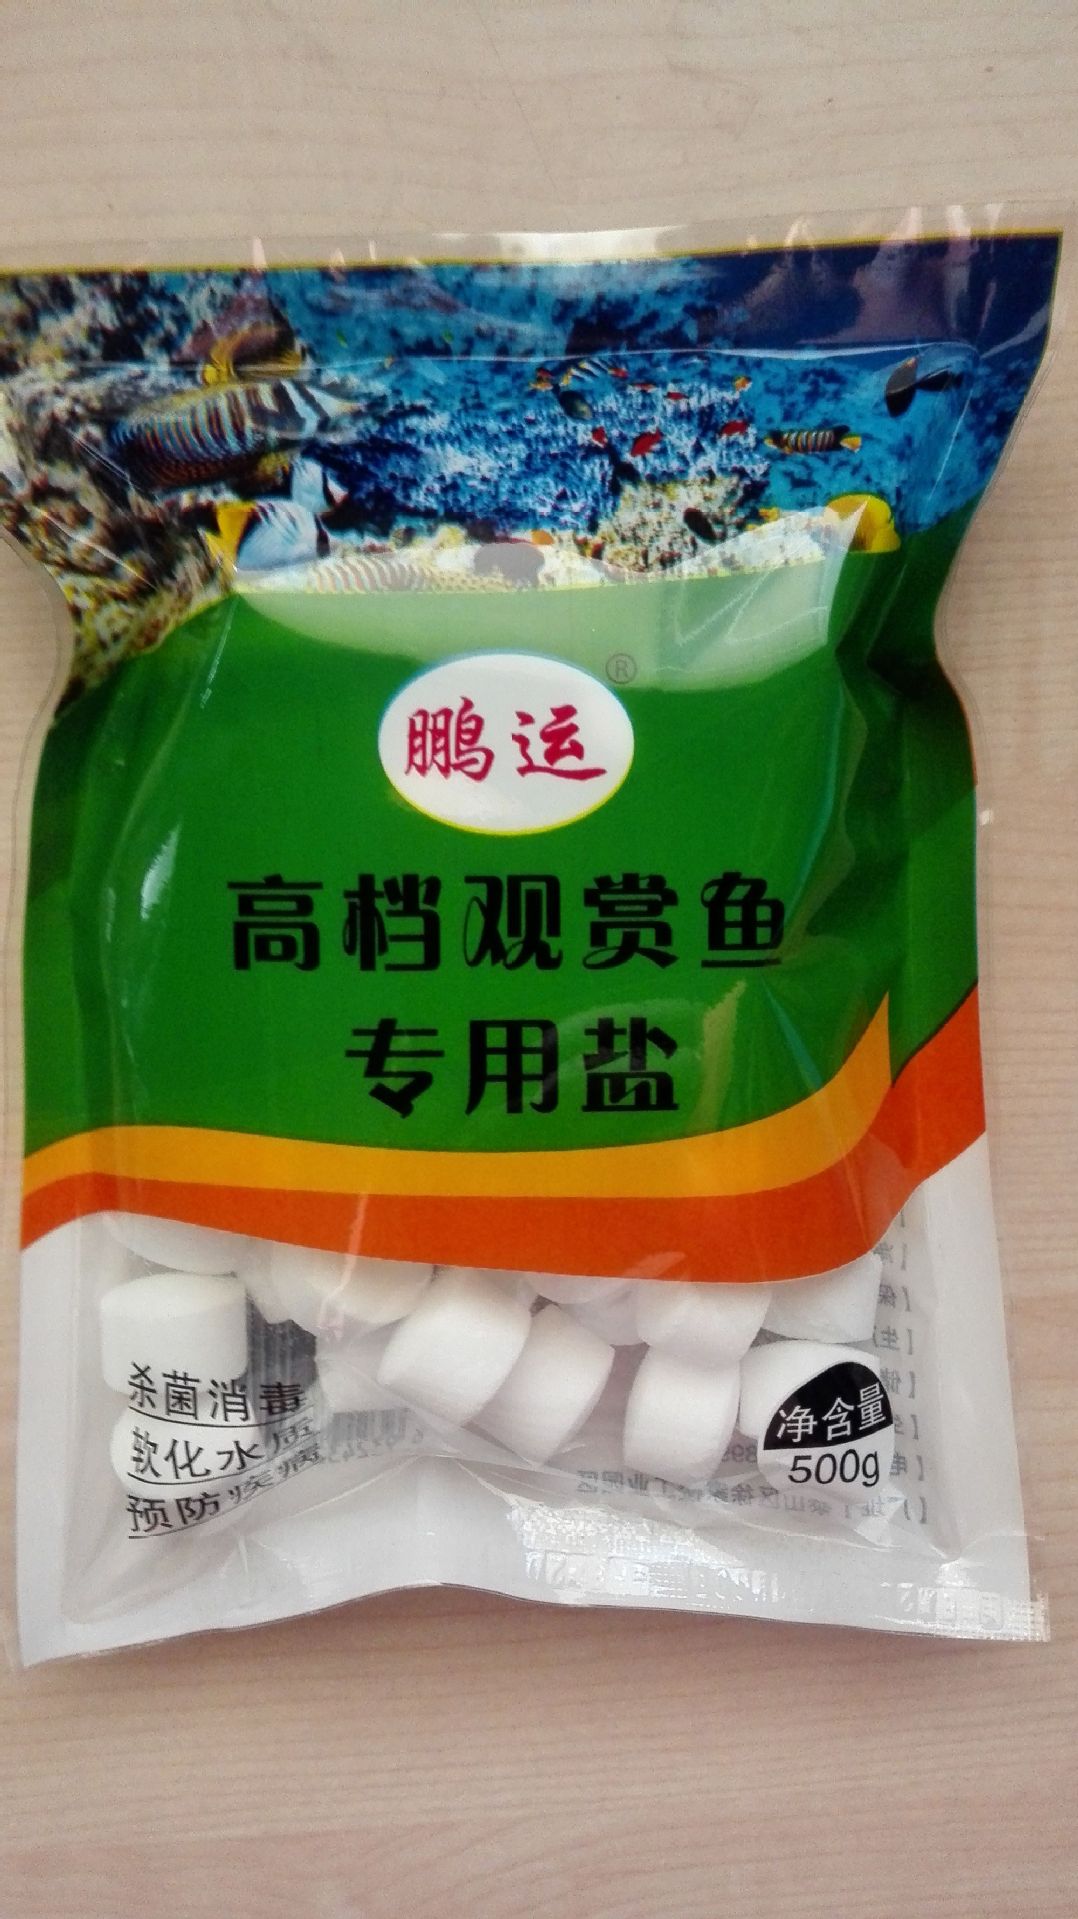 鹏运
®
高档观赏鱼
专用盐
杀菌消毒
软化水质
预防疾病
净含量
500g